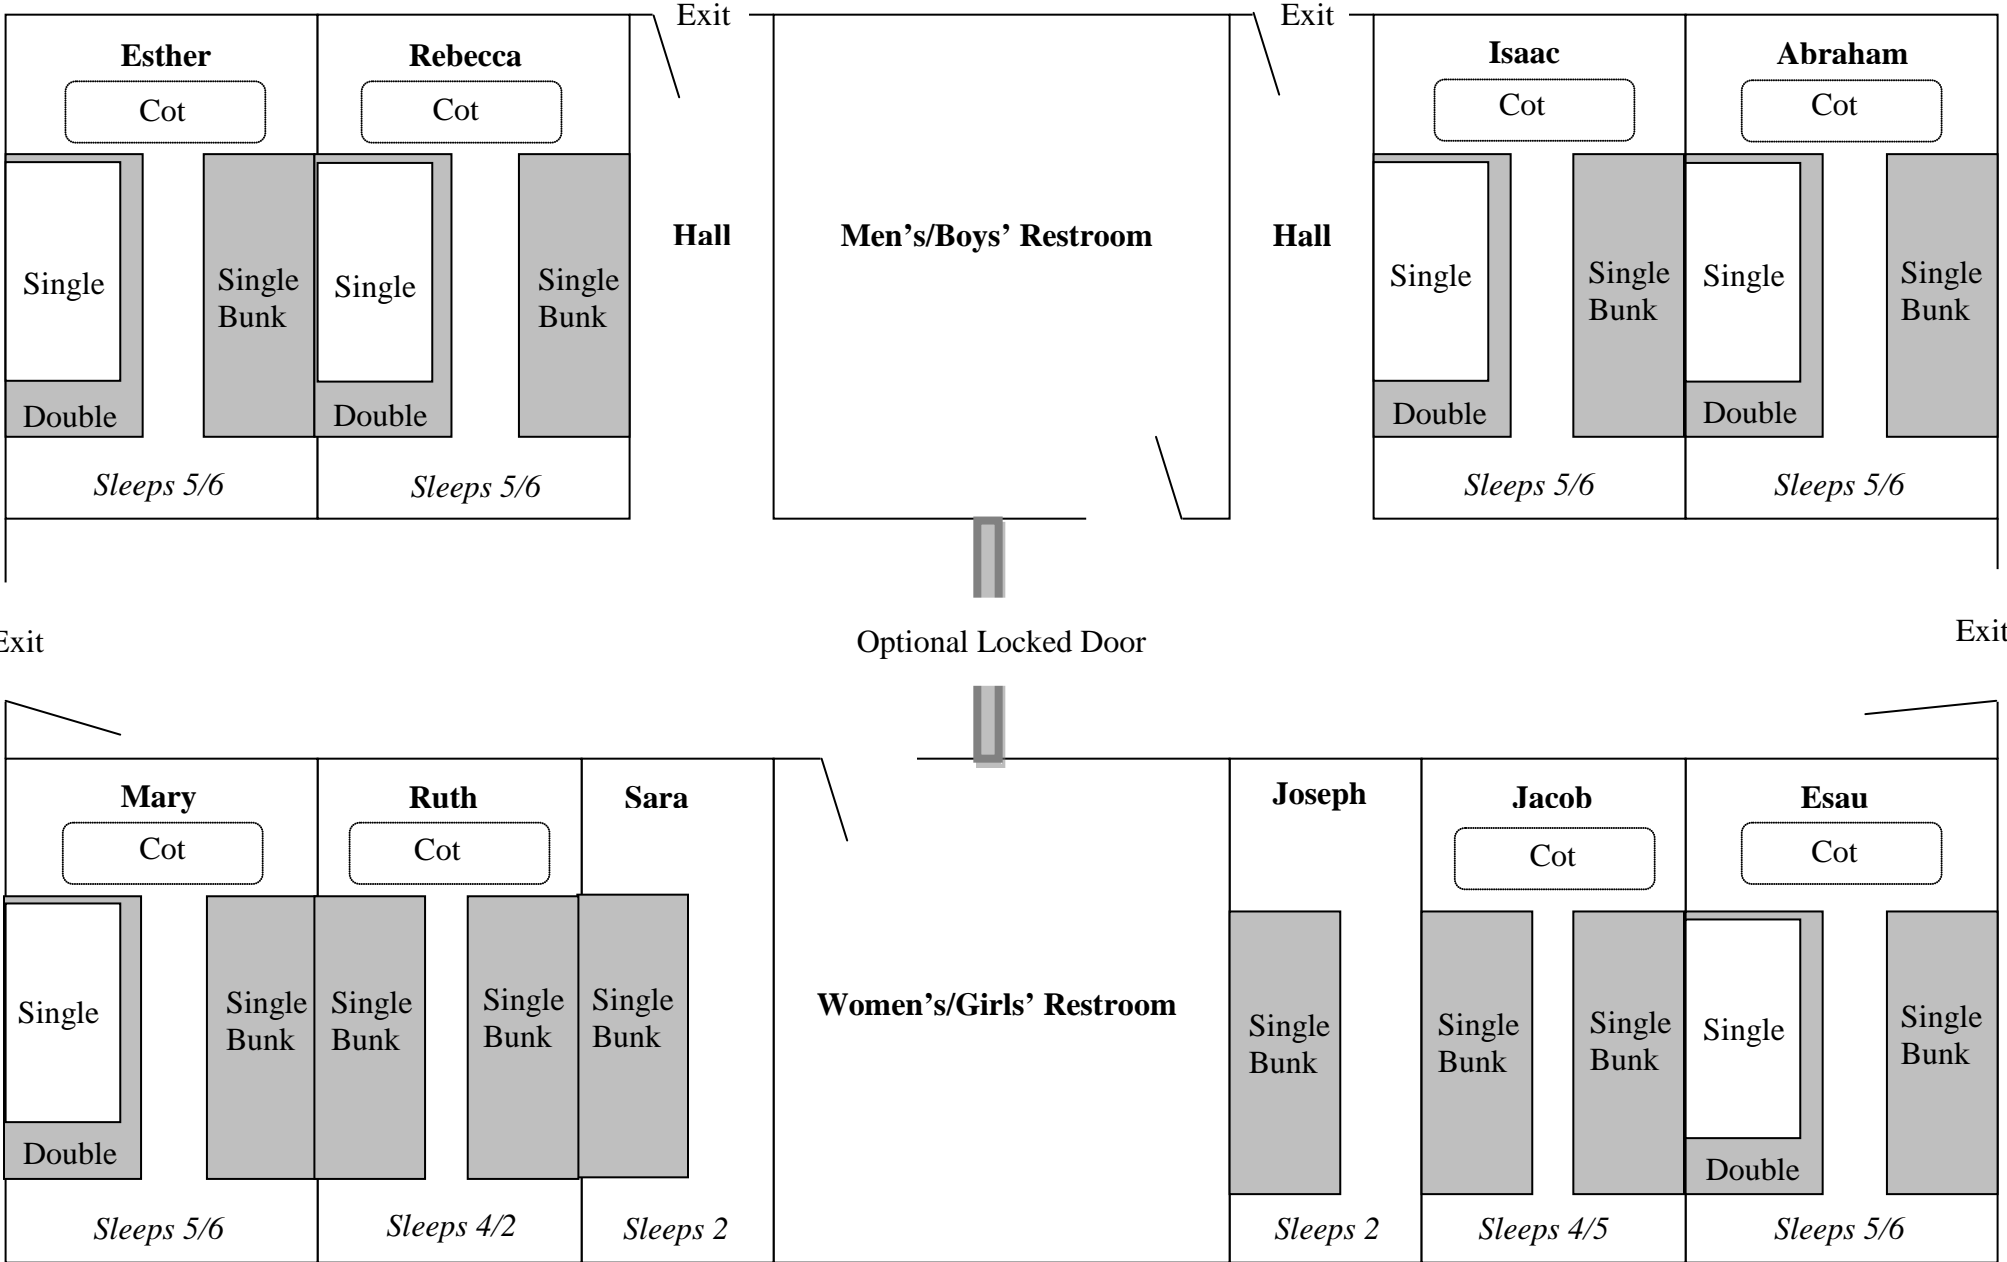 Exit
Exit
Esther
Rebecca
Isaac
Abraham
Cot
Cot
Cot
Cot
Hall
Men's/Boys' Restroom
Hall
Single
Single
Bunk
Single
Single
Bunk
Single
Single
Bunk
Single
Single
Bunk
Double
Double
Double
Double
Sleeps 5/6
Sleeps 5/6
Sleeps 5/6
Sleeps 5/6
Exit
Optional Locked Door
Exit
Mary
Ruth
Sara
Joseph
Jacob
Esau
Cot
Cot
Cot
Cot
Women's/Girls' Restroom
Single
Single
Bunk
Single
Bunk
Single
Bunk
Single
Bunk
Single
Bunk
Single
Bunk
Single
Bunk
Single
Single
Bunk
Double
Double
Sleeps 5/6
Sleeps 4/2
Sleeps 2
Sleeps 2
Sleeps 4/5
Sleeps 5/6